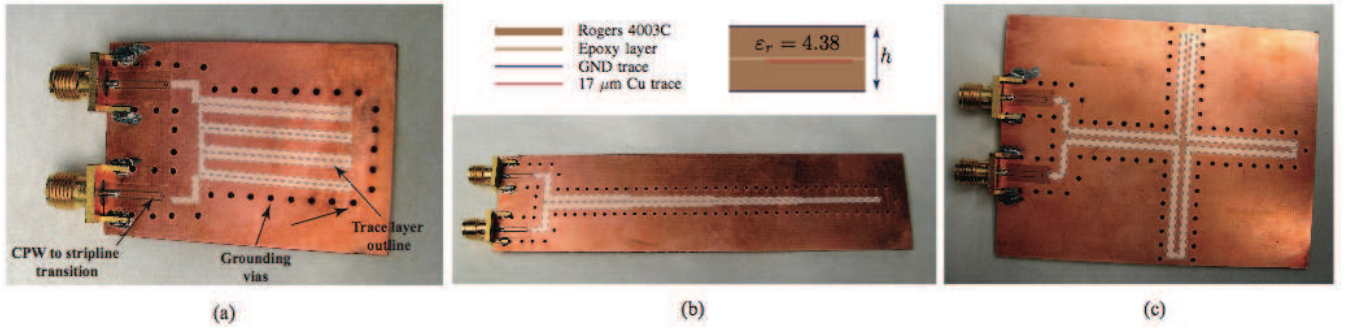 CPW to stripline
transition
Grounding
vias
Trace layer
outline
(a)
Rogers 4003C
Epoxy layer
GND trace
17 μm Cu trace
εr = 4.38
h
(b)
(c)